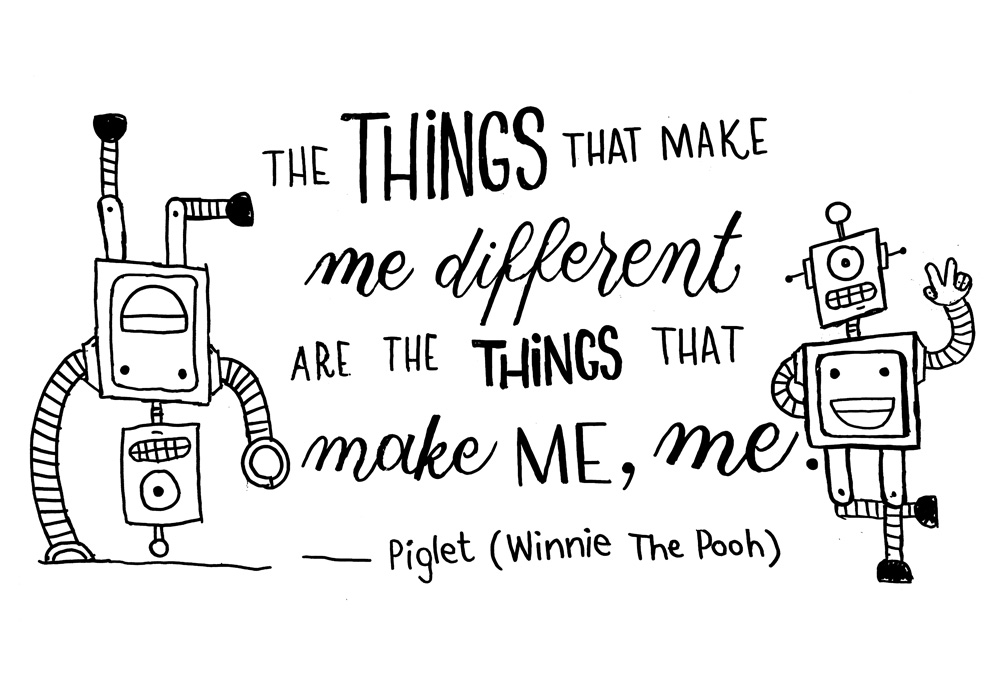 THE THiNGS THAT MAKE
me different
ARE THE THiNGS THAT
make ME, me.
— Piglet (Winnie The Pooh)